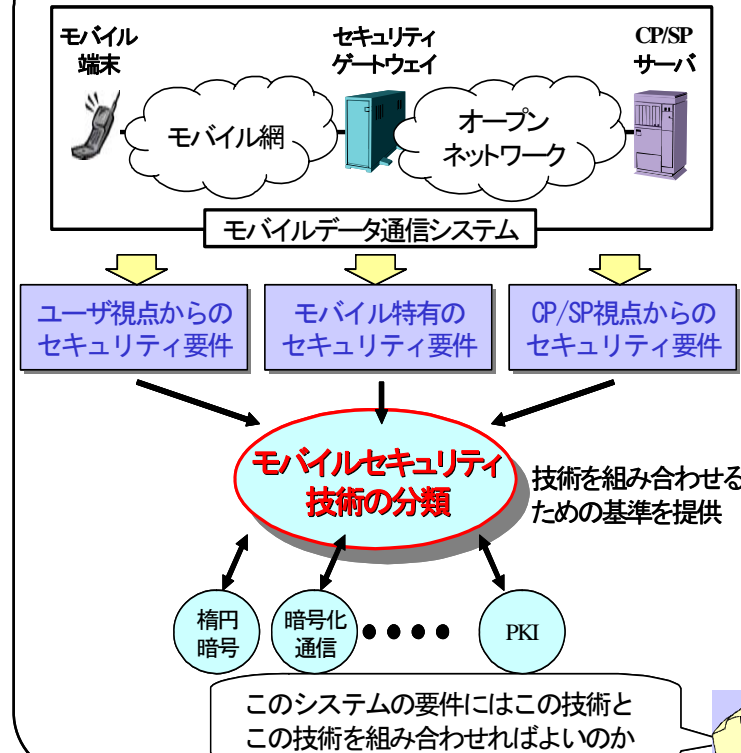 モバイル
端末
セキュリティ
ゲートウェイ
CP/SP
サーバ
モバイル網
オープン
ネットワーク
モバイルデータ通信システム
ユーザ視点からの
セキュリティ要件
モバイル特有の
セキュリティ要件
CP/SP視点からの
セキュリティ要件
モバイルセキュリティ
技術の分類
技術を組み合わせる
ための基準を提供
楕円
暗号
暗号化
通信
●●●●
PKI
このシステムの要件にはこの技術と
この技術を組み合わせればよいのか